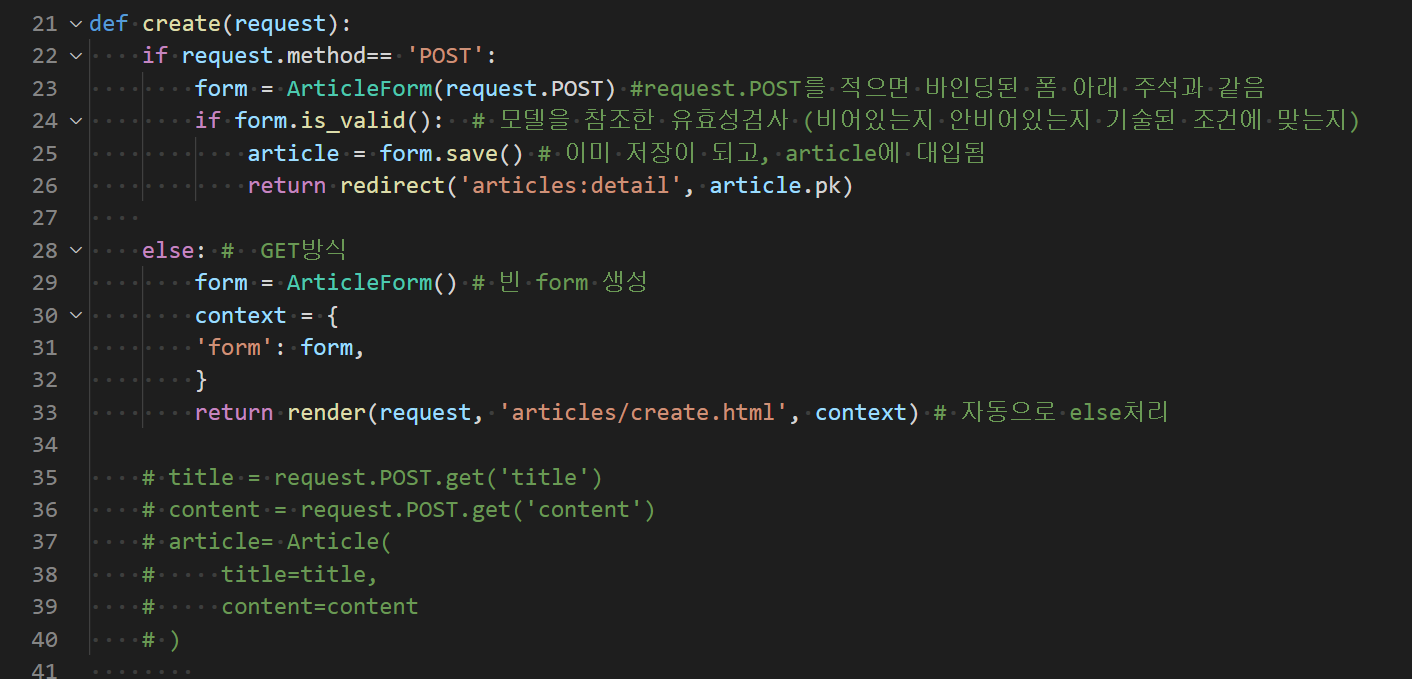 21 def create(request):
22     if request.method== 'POST':
23         form = ArticleForm(request.POST) #request.POST를 적으면 바인딩된 폼 아래 주석과 같음
24         if form.is_valid():  # 모델을 참조한 유효성검사 (비어있는지 안비어있는지 기술된 조건에 맞는지)
25             article = form.save() # 이미 저장이 되고, article에 대입됨
26             return redirect('articles:detail', article.pk)
27
28     else: #  GET방식
29         form = ArticleForm() # 빈 form 생성
30         context = {
31         'form': form,
32         }
33         return render(request, 'articles/create.html', context) # 자동으로 else처리
34
35     # title = request.POST.get('title')
36     # content = request.POST.get('content')
37     # article= Article(
38     #     title=title,
39     #     content=content
40     # )
41